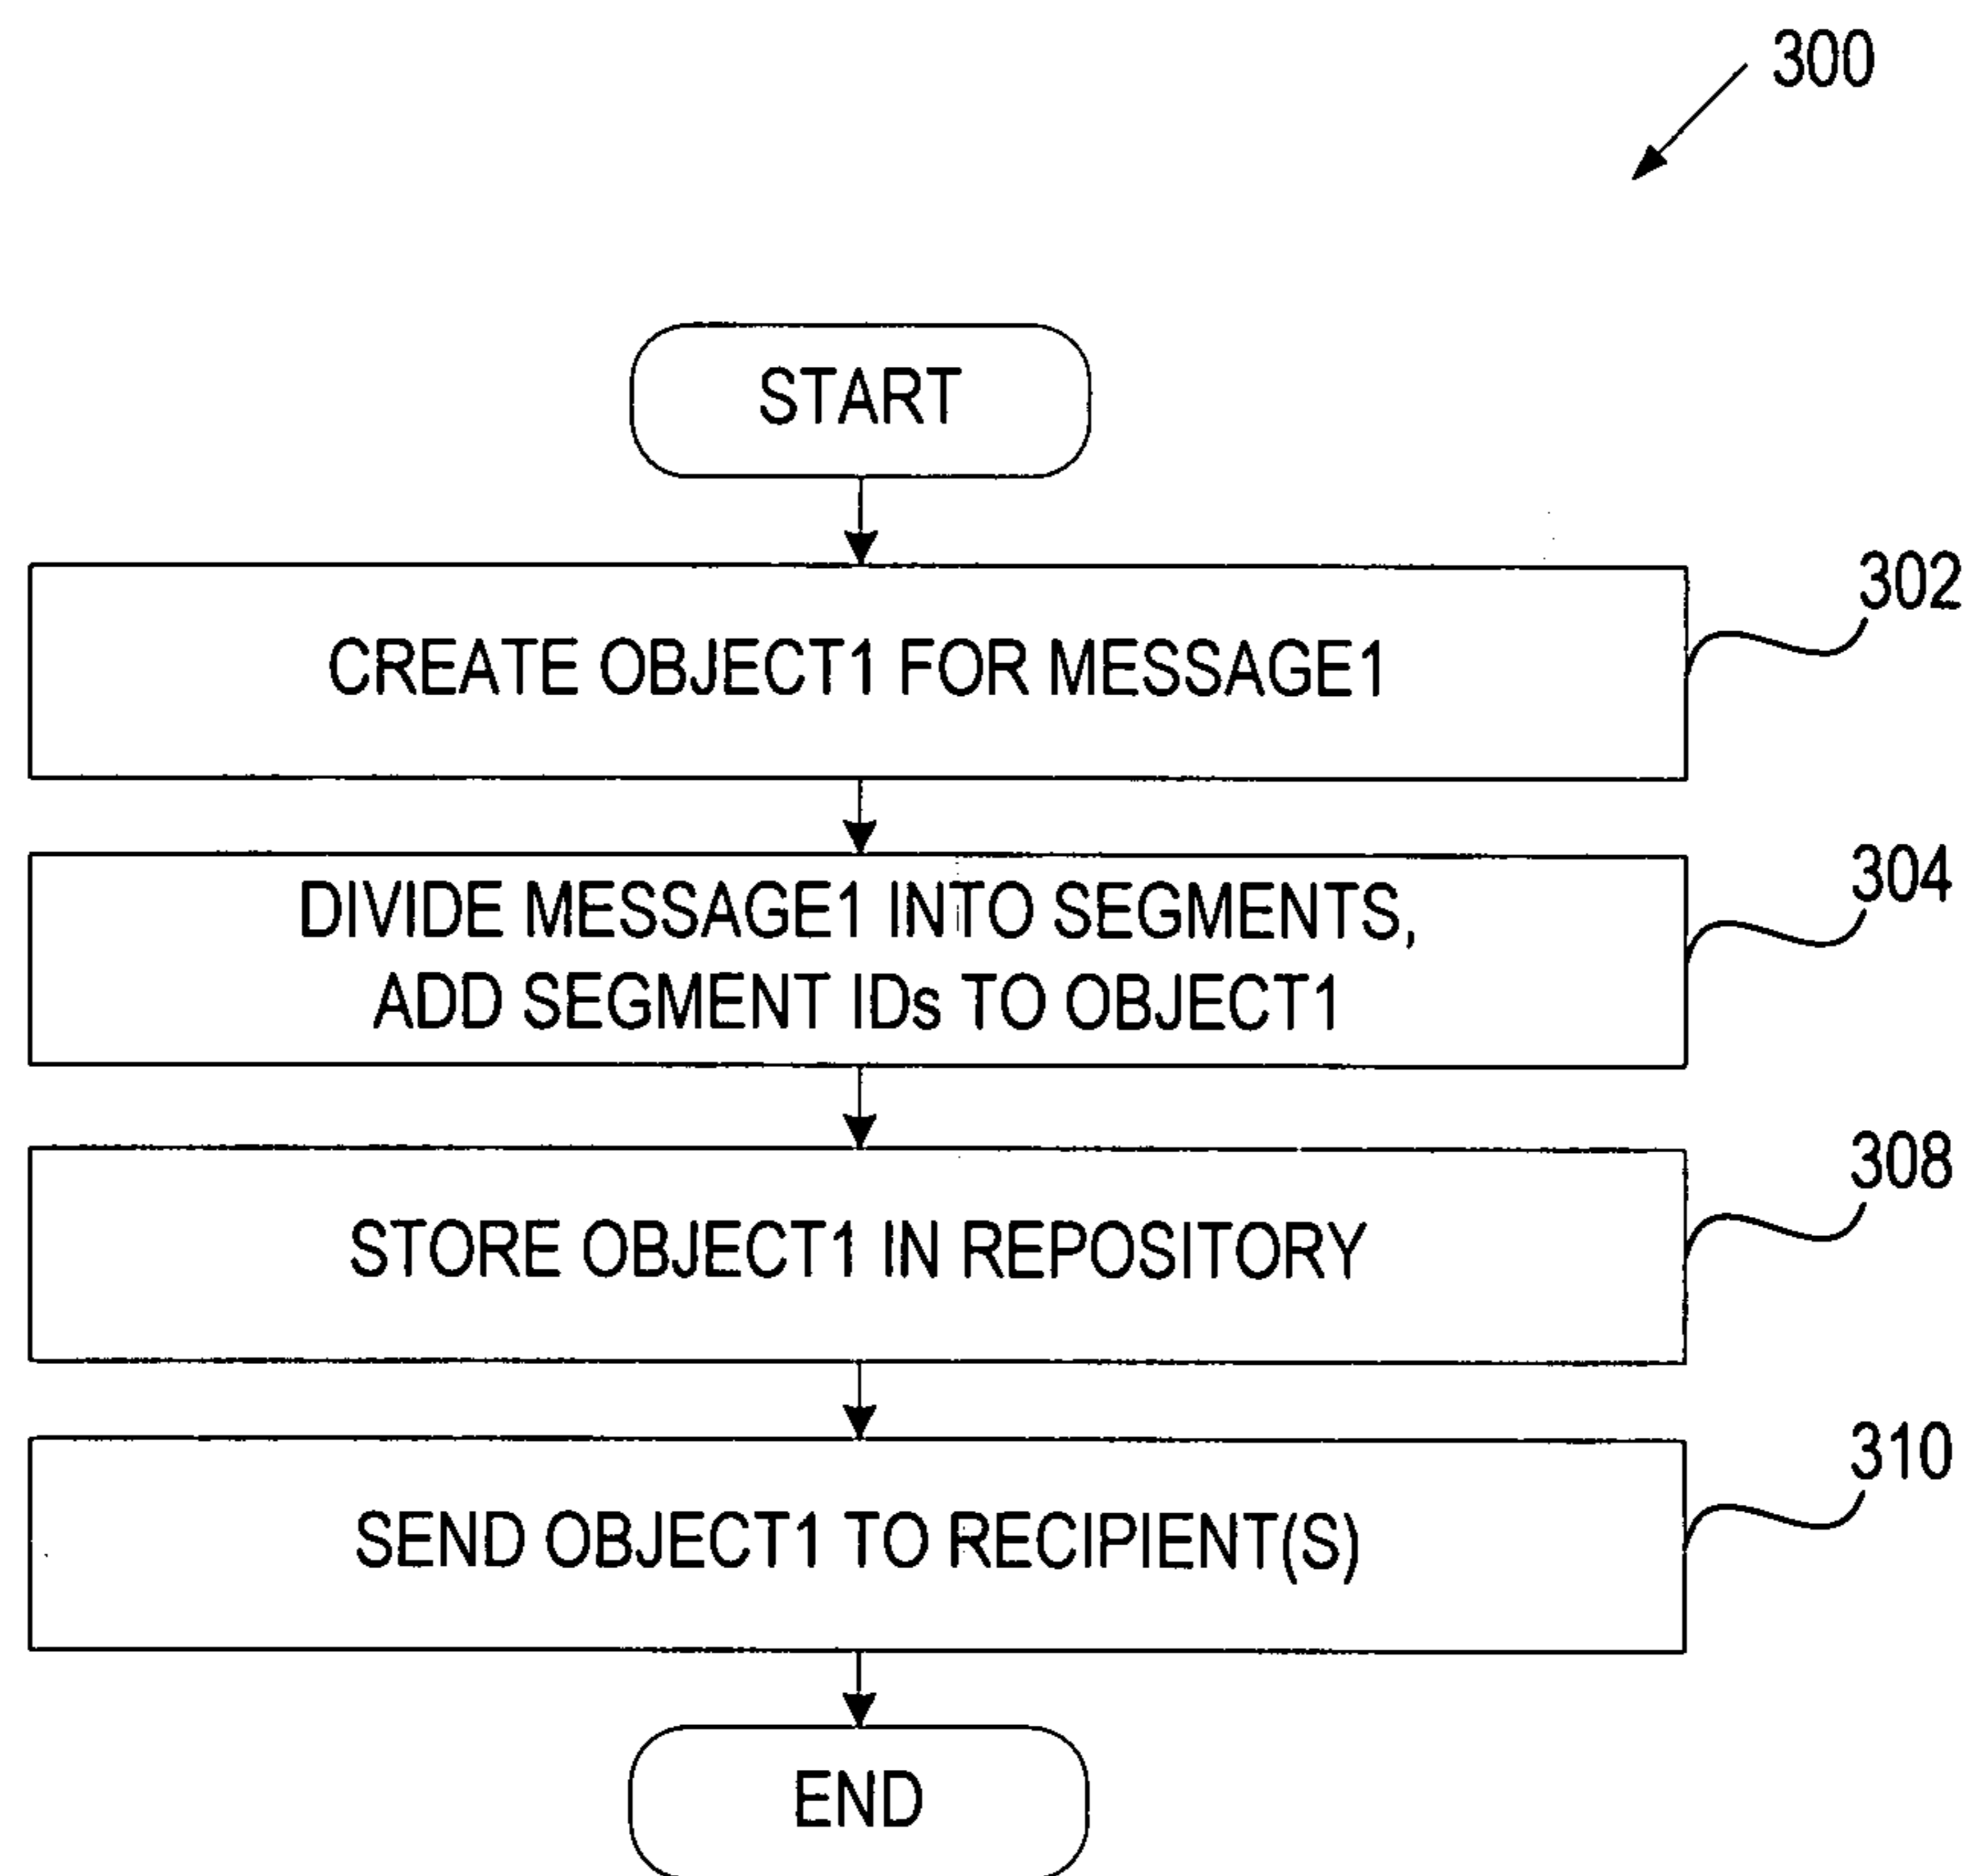 300
START
302
CREATE OBJECT1 FOR MESSAGE1
304
DIVIDE MESSAGE1 INTO SEGMENTS,
ADD SEGMENT IDs TO OBJECT1
308
STORE OBJECT1 IN REPOSITORY
310
SEND OBJECT1 TO RECIPIENT(S)
END